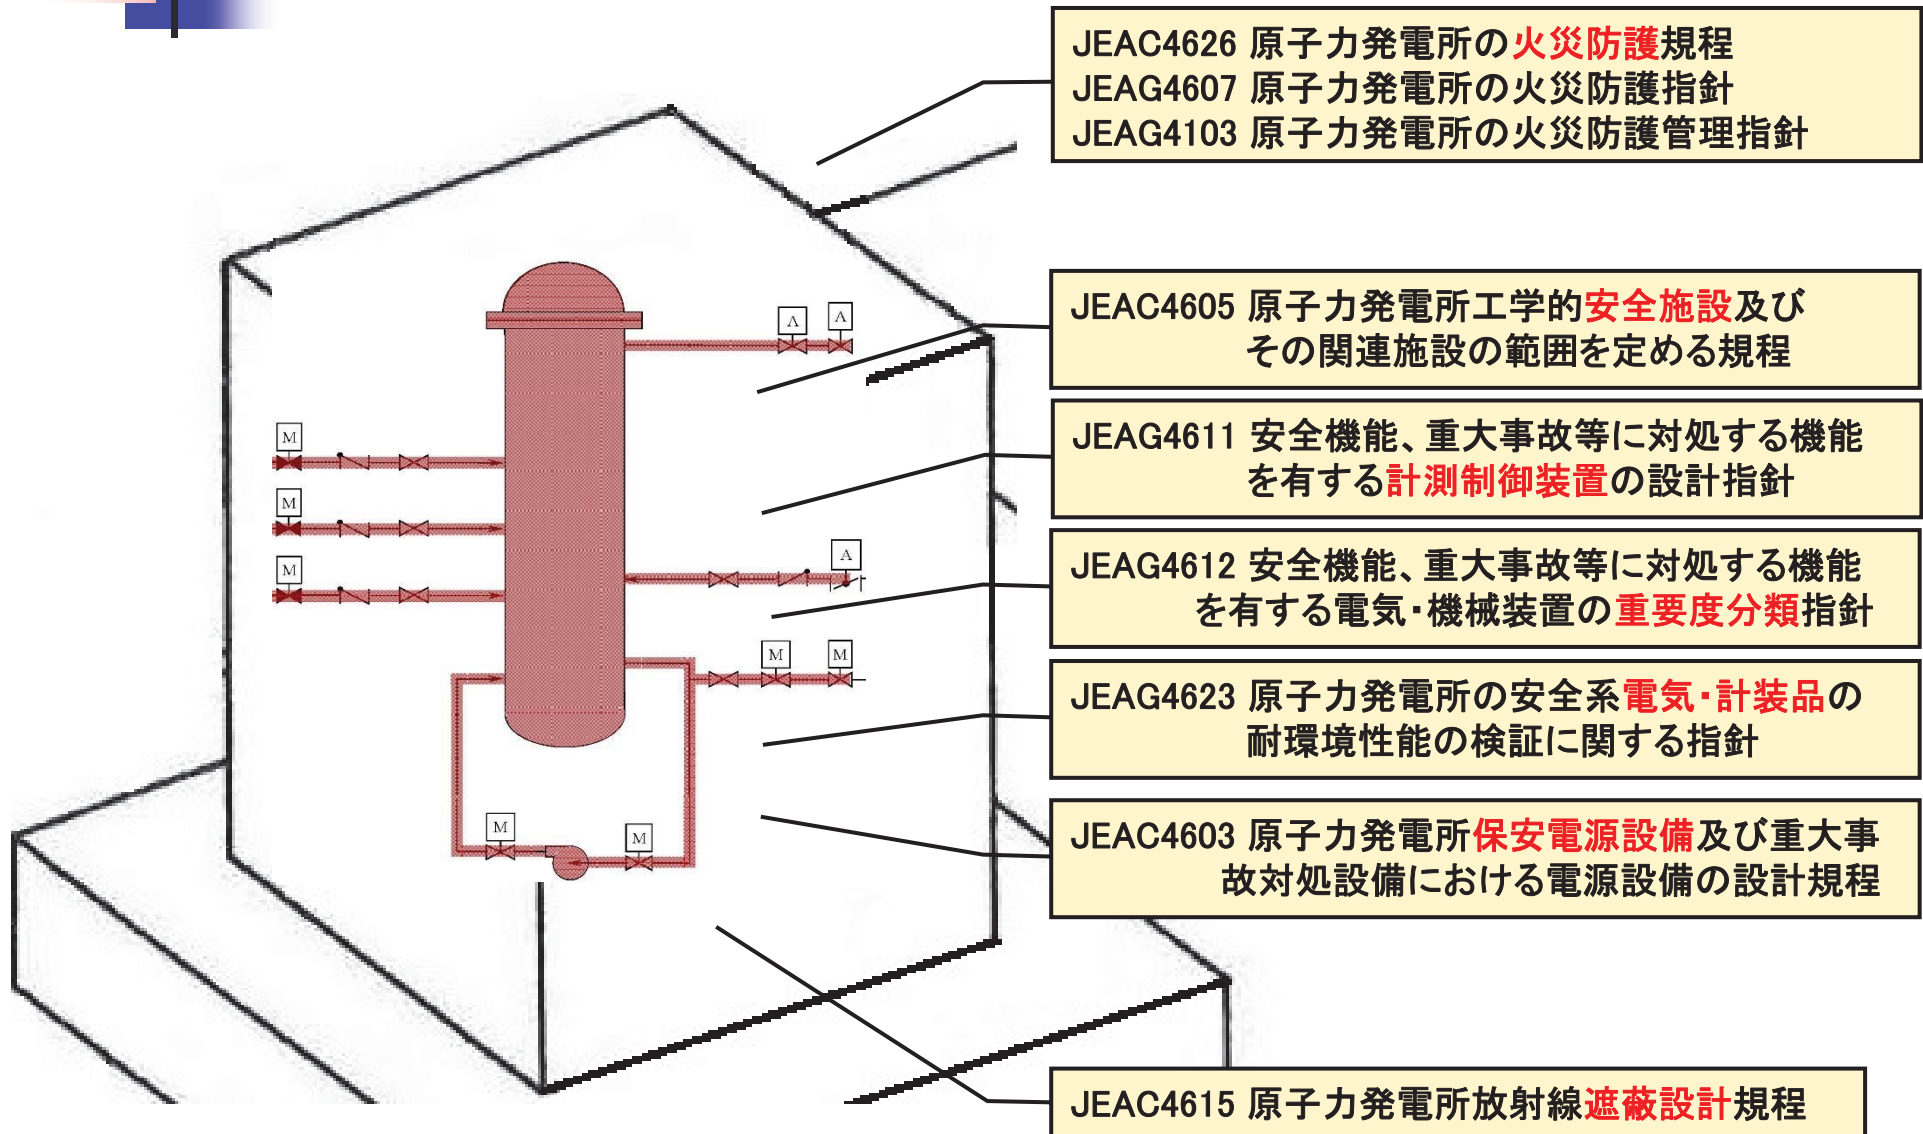 JEAC4626 原子力発電所の火災防護規程
JEAG4607 原子力発電所の火災防護指針
JEAG4103 原子力発電所の火災防護管理指針
A A
JEAC4605 原子力発電所工学的安全施設及び
その関連施設の範囲を定める規程
M
JEAG4611 安全機能、重大事故等に対処する機能
を有する計測制御装置の設計指針
M
A
M
JEAG4612 安全機能、重大事故等に対処する機能
を有する電気・機械装置の重要度分類指針
M M
JEAG4623 原子力発電所の安全系電気・計装品の
耐環境性能の検証に関する指針
M M
JEAC4603 原子力発電所保安電源設備及び重大事
故対処設備における電源設備の設計規程
JEAC4615 原子力発電所放射線遮蔽設計規程